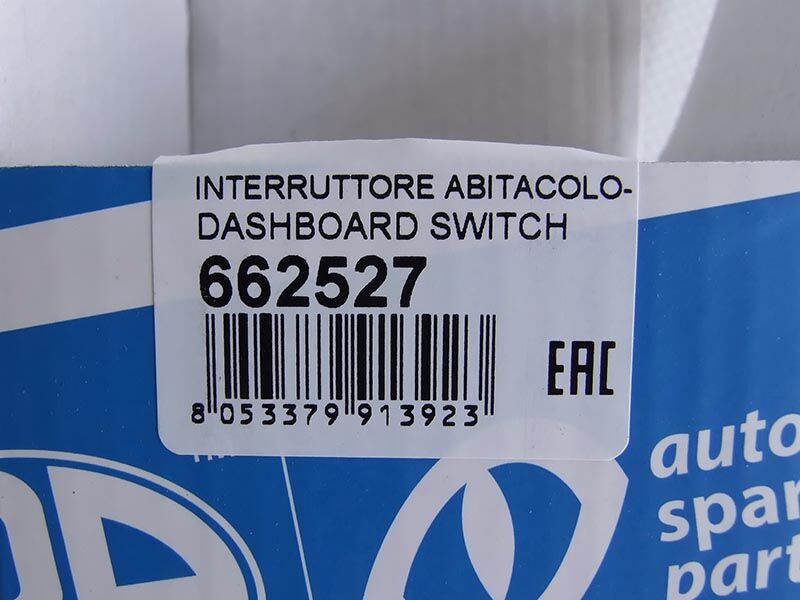 INTERRUTTORE ABITACOLO-
DASHBOARD SWITCH
662527
EAC
8 053379 913923
auto
spar
part